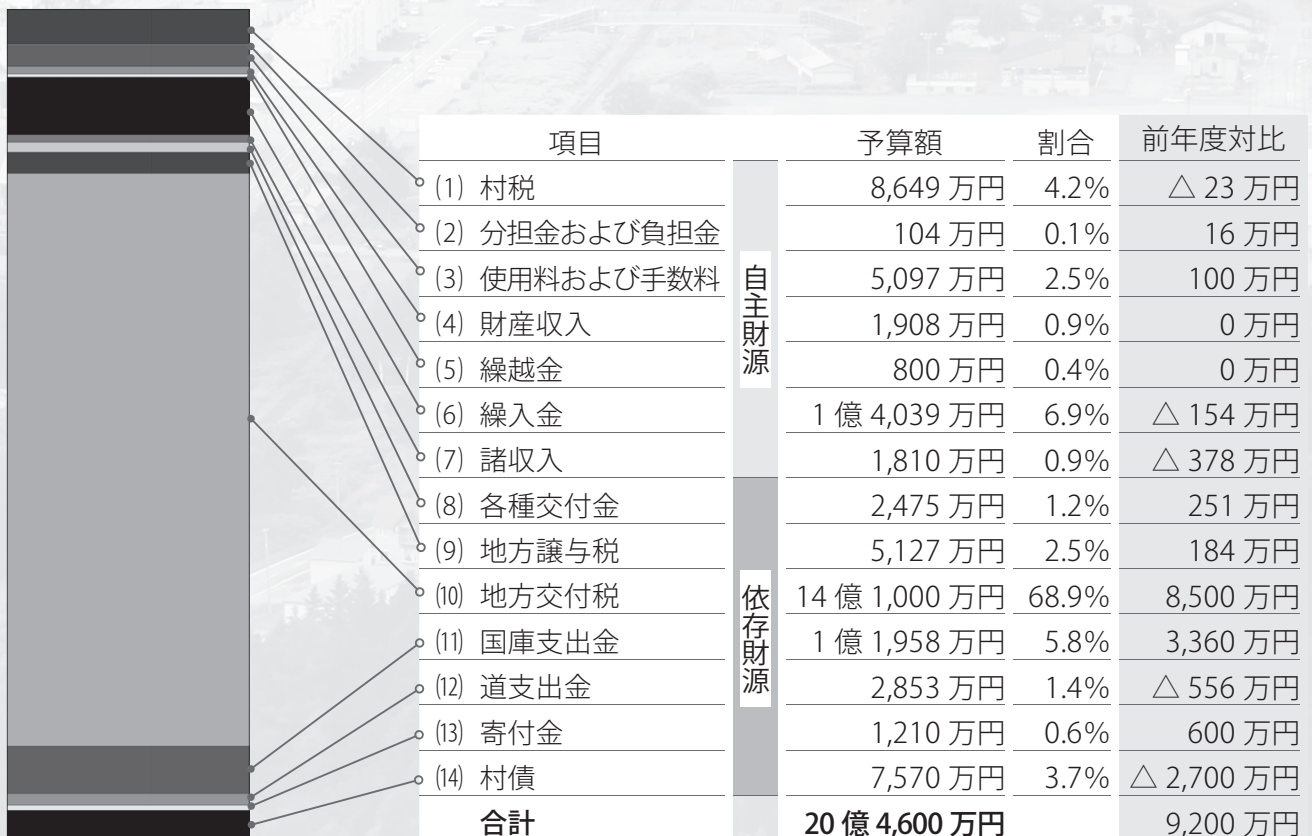 項目 予算額 割合 前年度対比
(1) 村税 8,649 万円 4.2% △ 23 万円
(2) 分担金および負担金 104 万円 0.1% 16 万円
(3) 使用料および手数料 5,097 万円 2.5% 100 万円
(4) 財産収入 1,908 万円 0.9% 0 万円
(5) 繰越金 800 万円 0.4% 0 万円
(6) 繰入金 1 億 4,039 万円 6.9% △ 154 万円
(7) 諸収入 1,810 万円 0.9% △ 378 万円
自主財源
(8) 各種交付金 2,475 万円 1.2% 251 万円
(9) 地方譲与税 5,127 万円 2.5% 184 万円
(10) 地方交付税 14 億 1,000 万円 68.9% 8,500 万円
(11) 国庫支出金 1 億 1,958 万円 5.8% 3,360 万円
(12) 道支出金 2,853 万円 1.4% △ 556 万円
(13) 寄付金 1,210 万円 0.6% 600 万円
(14) 村債 7,570 万円 3.7% △ 2,700 万円
依存財源
合計 20 億 4,600 万円 9,200 万円